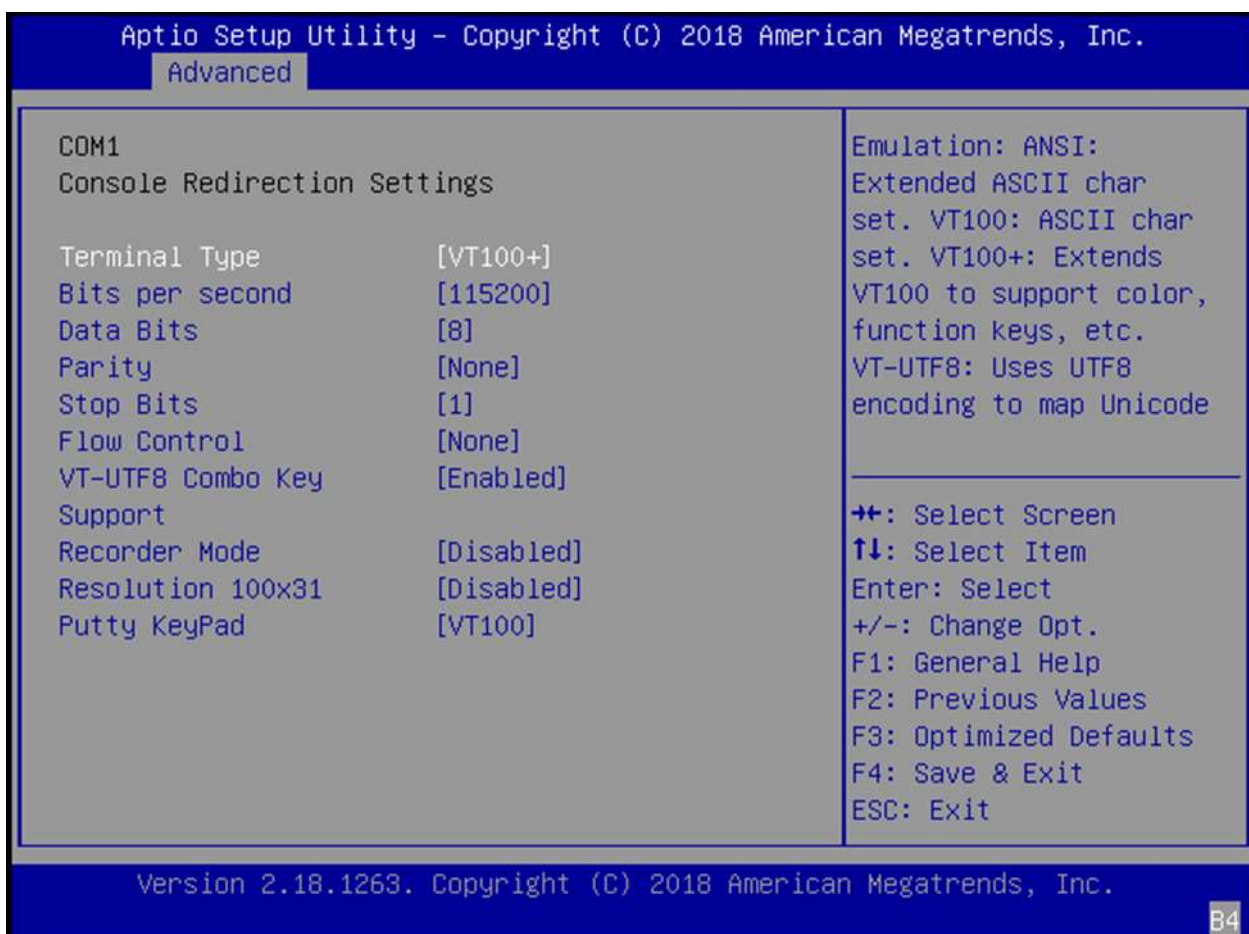 Aptio Setup Utility – Copyright (C) 2018 American Megatrends, Inc.
Advanced
COM1
Console Redirection Settings
Terminal Type [VT100+]
Bits per second [115200]
Data Bits [8]
Parity [None]
Stop Bits [1]
Flow Control [None]
VT-UTF8 Combo Key [Enabled]
Support
Recorder Mode [Disabled]
Resolution 100x31 [Disabled]
Putty KeyPad [VT100]
Emulation: ANSI:
Extended ASCII char
set. VT100: ASCII char
set. VT100+: Extends
VT100 to support color,
function keys, etc.
VT-UTF8: Uses UTF8
encoding to map Unicode
→←: Select Screen
↑↓: Select Item
Enter: Select
+/-: Change Opt.
F1: General Help
F2: Previous Values
F3: Optimized Defaults
F4: Save & Exit
ESC: Exit
Version 2.18.1263. Copyright (C) 2018 American Megatrends, Inc.
B4